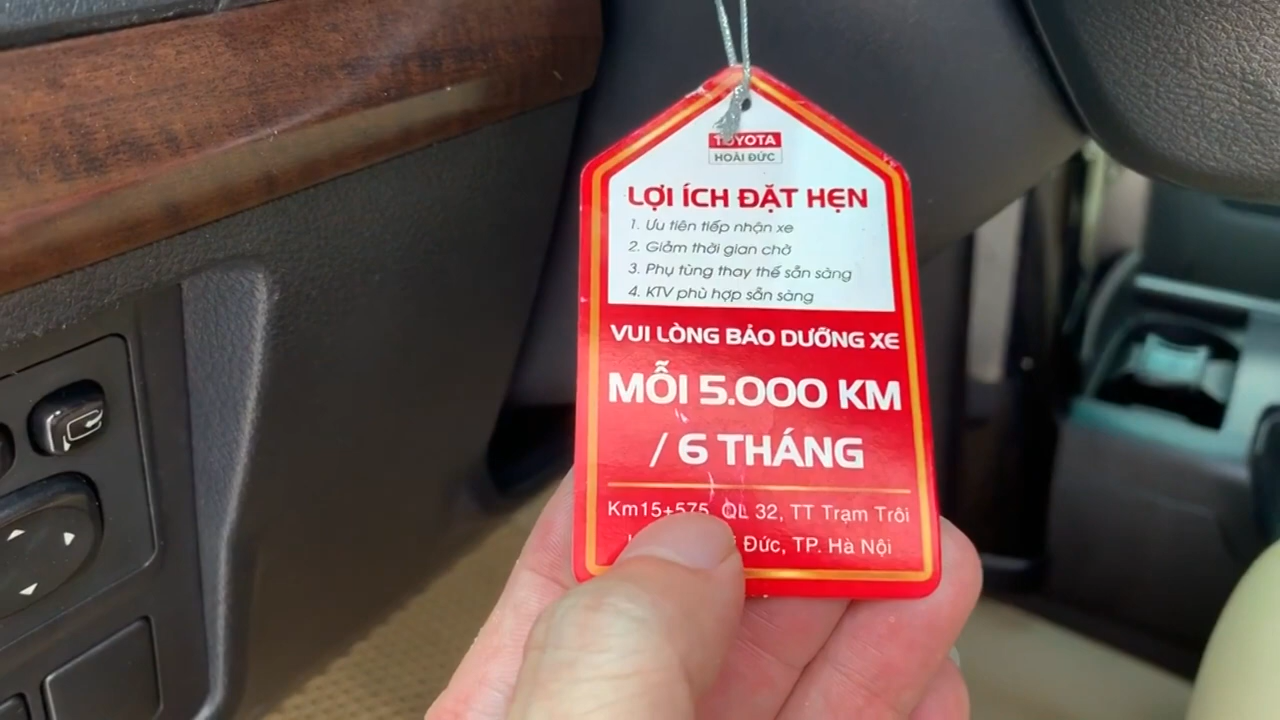 TOYOTA
HOÀI ĐỨC
LỢI ÍCH ĐẶT HẸN
1. Ưu tiên tiếp nhận xe
2. Giảm thời gian chờ
3. Phụ tùng thay thế sẵn sàng
4. KTV phù hợp sẵn sàng
VUI LÒNG BẢO DƯỠNG XE
MỖI 5.000 KM
/ 6 THÁNG
Km15+575, QL 32, TT Trạm Trôi
Đức, TP. Hà Nội